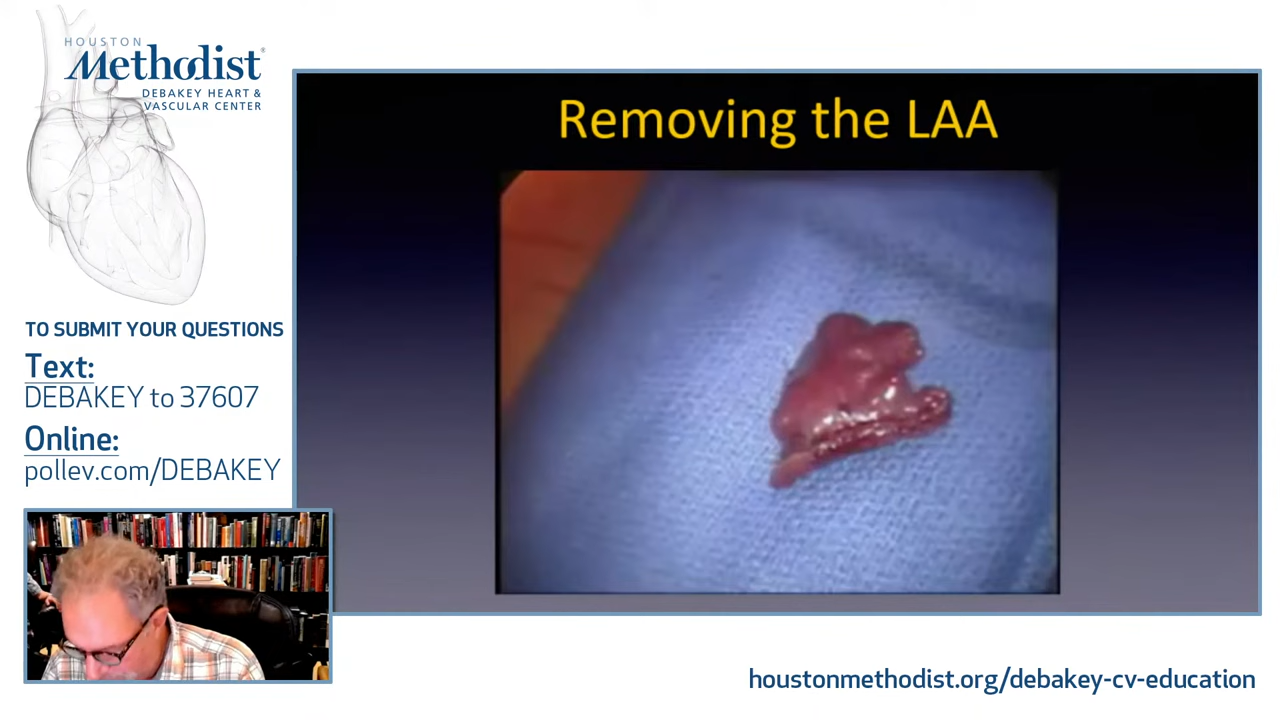 HOUSTON
Methodist®
DEBAKEY HEART &
VASCULAR CENTER
Removing the LAA
TO SUBMIT YOUR QUESTIONS
Text:
DEBAKEY to 37607
Online:
pollev.com/DEBAKEY
houstonmethodist.org/debakey-cv-education